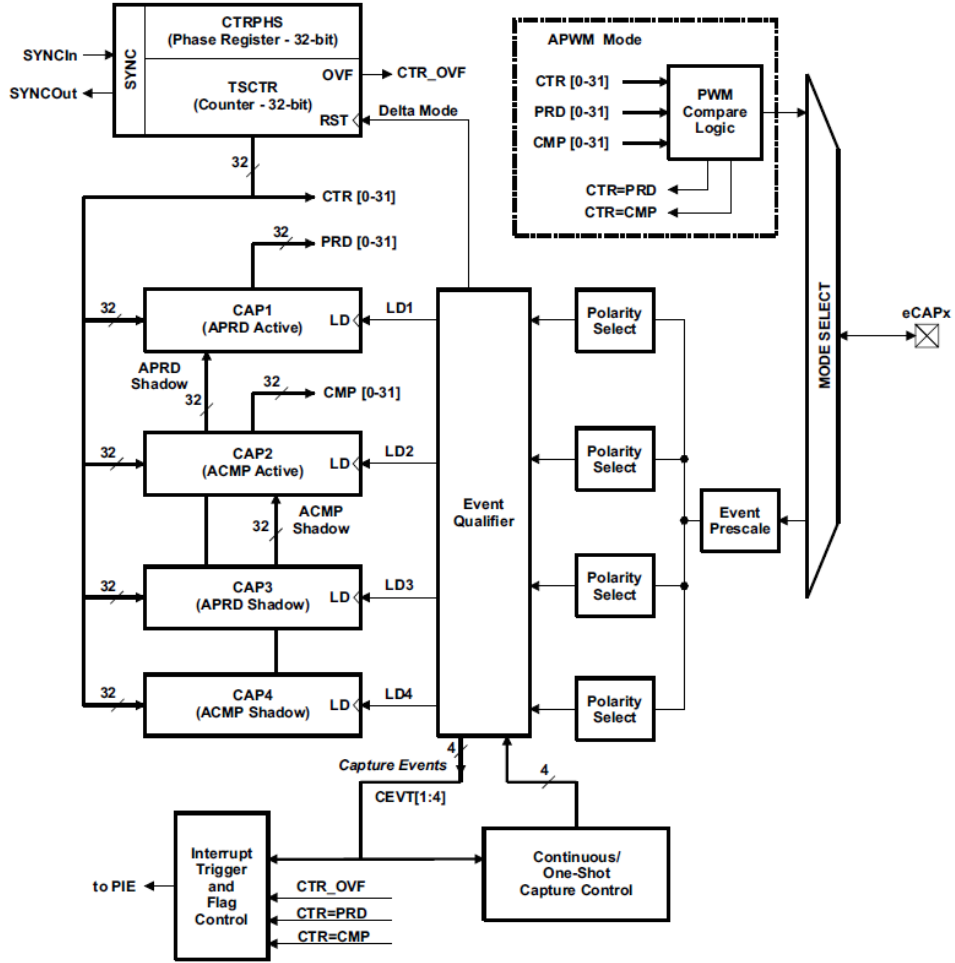 CTRPHS
(Phase Register - 32-bit)
SYNC
SYNCIn
SYNCOut
OVF
CTR_OVF
TSCTR
(Counter - 32-bit)
RST
Delta Mode
APWM Mode
CTR [0-31]
PRD [0-31]
CMP [0-31]
PWM
Compare
Logic
CTR=PRD
CTR=CMP
32
CTR [0-31]
32
PRD [0-31]
32
CAP1
(APRD Active)
LD
LD1
Polarity
Select
MODE SELECT
eCAPx
APRD
Shadow
32
32
CMP [0-31]
32
CAP2
(ACMP Active)
LD
LD2
Polarity
Select
ACMP
Shadow
32
Event
Qualifier
Event
Prescale
32
CAP3
(APRD Shadow)
LD
LD3
Polarity
Select
32
CAP4
(ACMP Shadow)
LD
LD4
Polarity
Select
4
Capture Events
CEVT[1:4]
4
Interrupt
Trigger
and
Flag
Control
to PIE
CTR_OVF
CTR=PRD
CTR=CMP
Continuous/
One-Shot
Capture Control